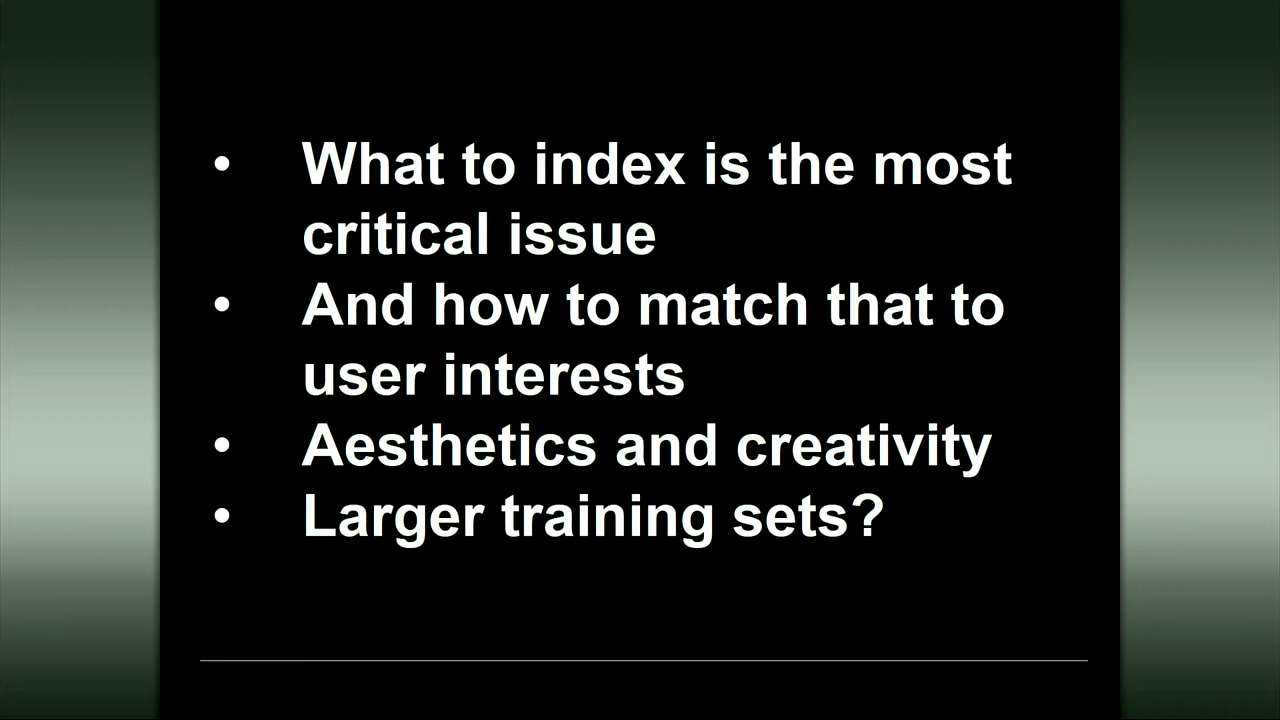 • What to index is the most
critical issue
• And how to match that to
user interests
• Aesthetics and creativity
• Larger training sets?